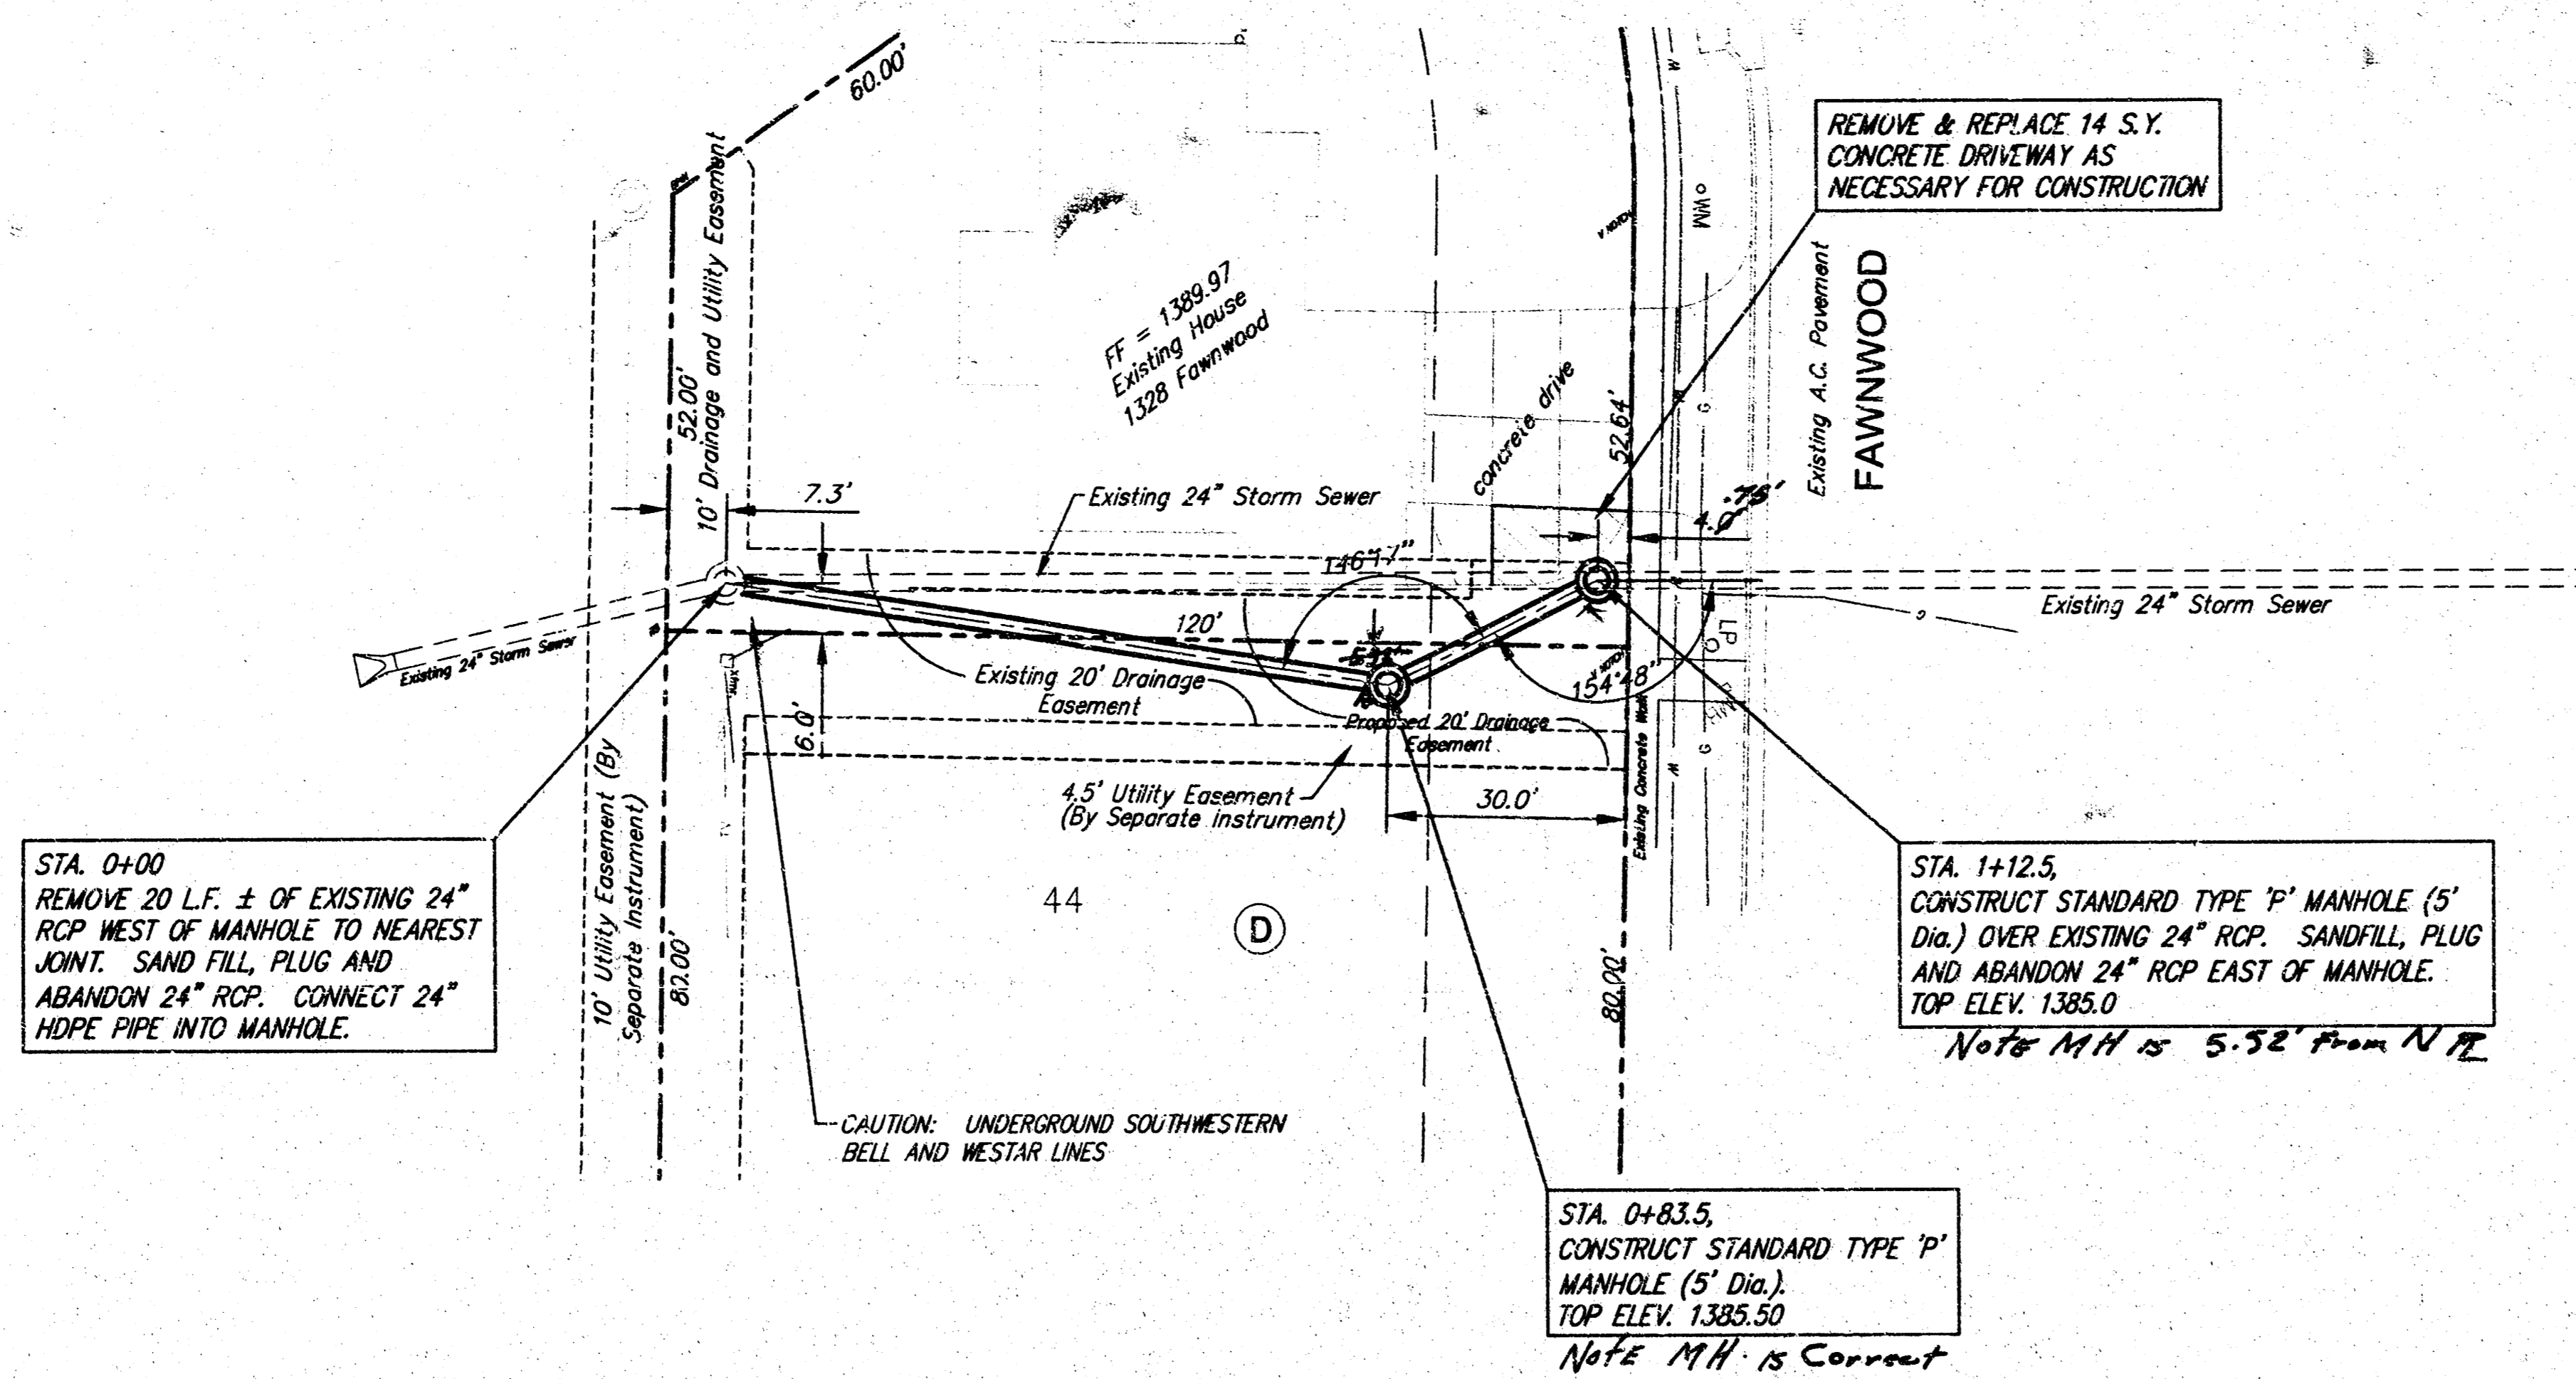 60.00'
REMOVE & REPLACE 14 S.Y.
CONCRETE DRIVEWAY AS
NECESSARY FOR CONSTRUCTION
10' Drainage and Utility Easement
52.00'
FF = 1389.97
Existing House
1328 Fawnwood
W
WM
Existing A.C. Pavement
FAWNWOOD
concrete drive
52.64'
G
7.3'
Existing 24" Storm Sewer
.75'
4.0'
146°17"
Existing 24" Storm Sewer
Existing 24" Storm Sewer
120'
LP
154°48"
Existing 20' Drainage
Easement
Proposed 20' Drainage
Easement
6.0'
Existing Concrete Walk
G
W
4.5' Utility Easement
(By Separate instrument)
30.0'
10' Utility Easement (By
Separate Instrument)
80.00'
44
D
80.00'
STA. 0+00
REMOVE 20 L.F. ± OF EXISTING 24"
RCP WEST OF MANHOLE TO NEAREST
JOINT. SAND FILL, PLUG AND
ABANDON 24" RCP. CONNECT 24"
HDPE PIPE INTO MANHOLE.
STA. 1+12.5,
CONSTRUCT STANDARD TYPE 'P' MANHOLE (5'
Dia.) OVER EXISTING 24" RCP. SANDFILL, PLUG
AND ABANDON 24" RCP EAST OF MANHOLE.
TOP ELEV. 1385.0
Note MH is 5.52' From N PL
CAUTION: UNDERGROUND SOUTHWESTERN
BELL AND WESTAR LINES
STA. 0+83.5,
CONSTRUCT STANDARD TYPE 'P'
MANHOLE (5' Dia.).
TOP ELEV. 1385.50
Note MH. is Correct